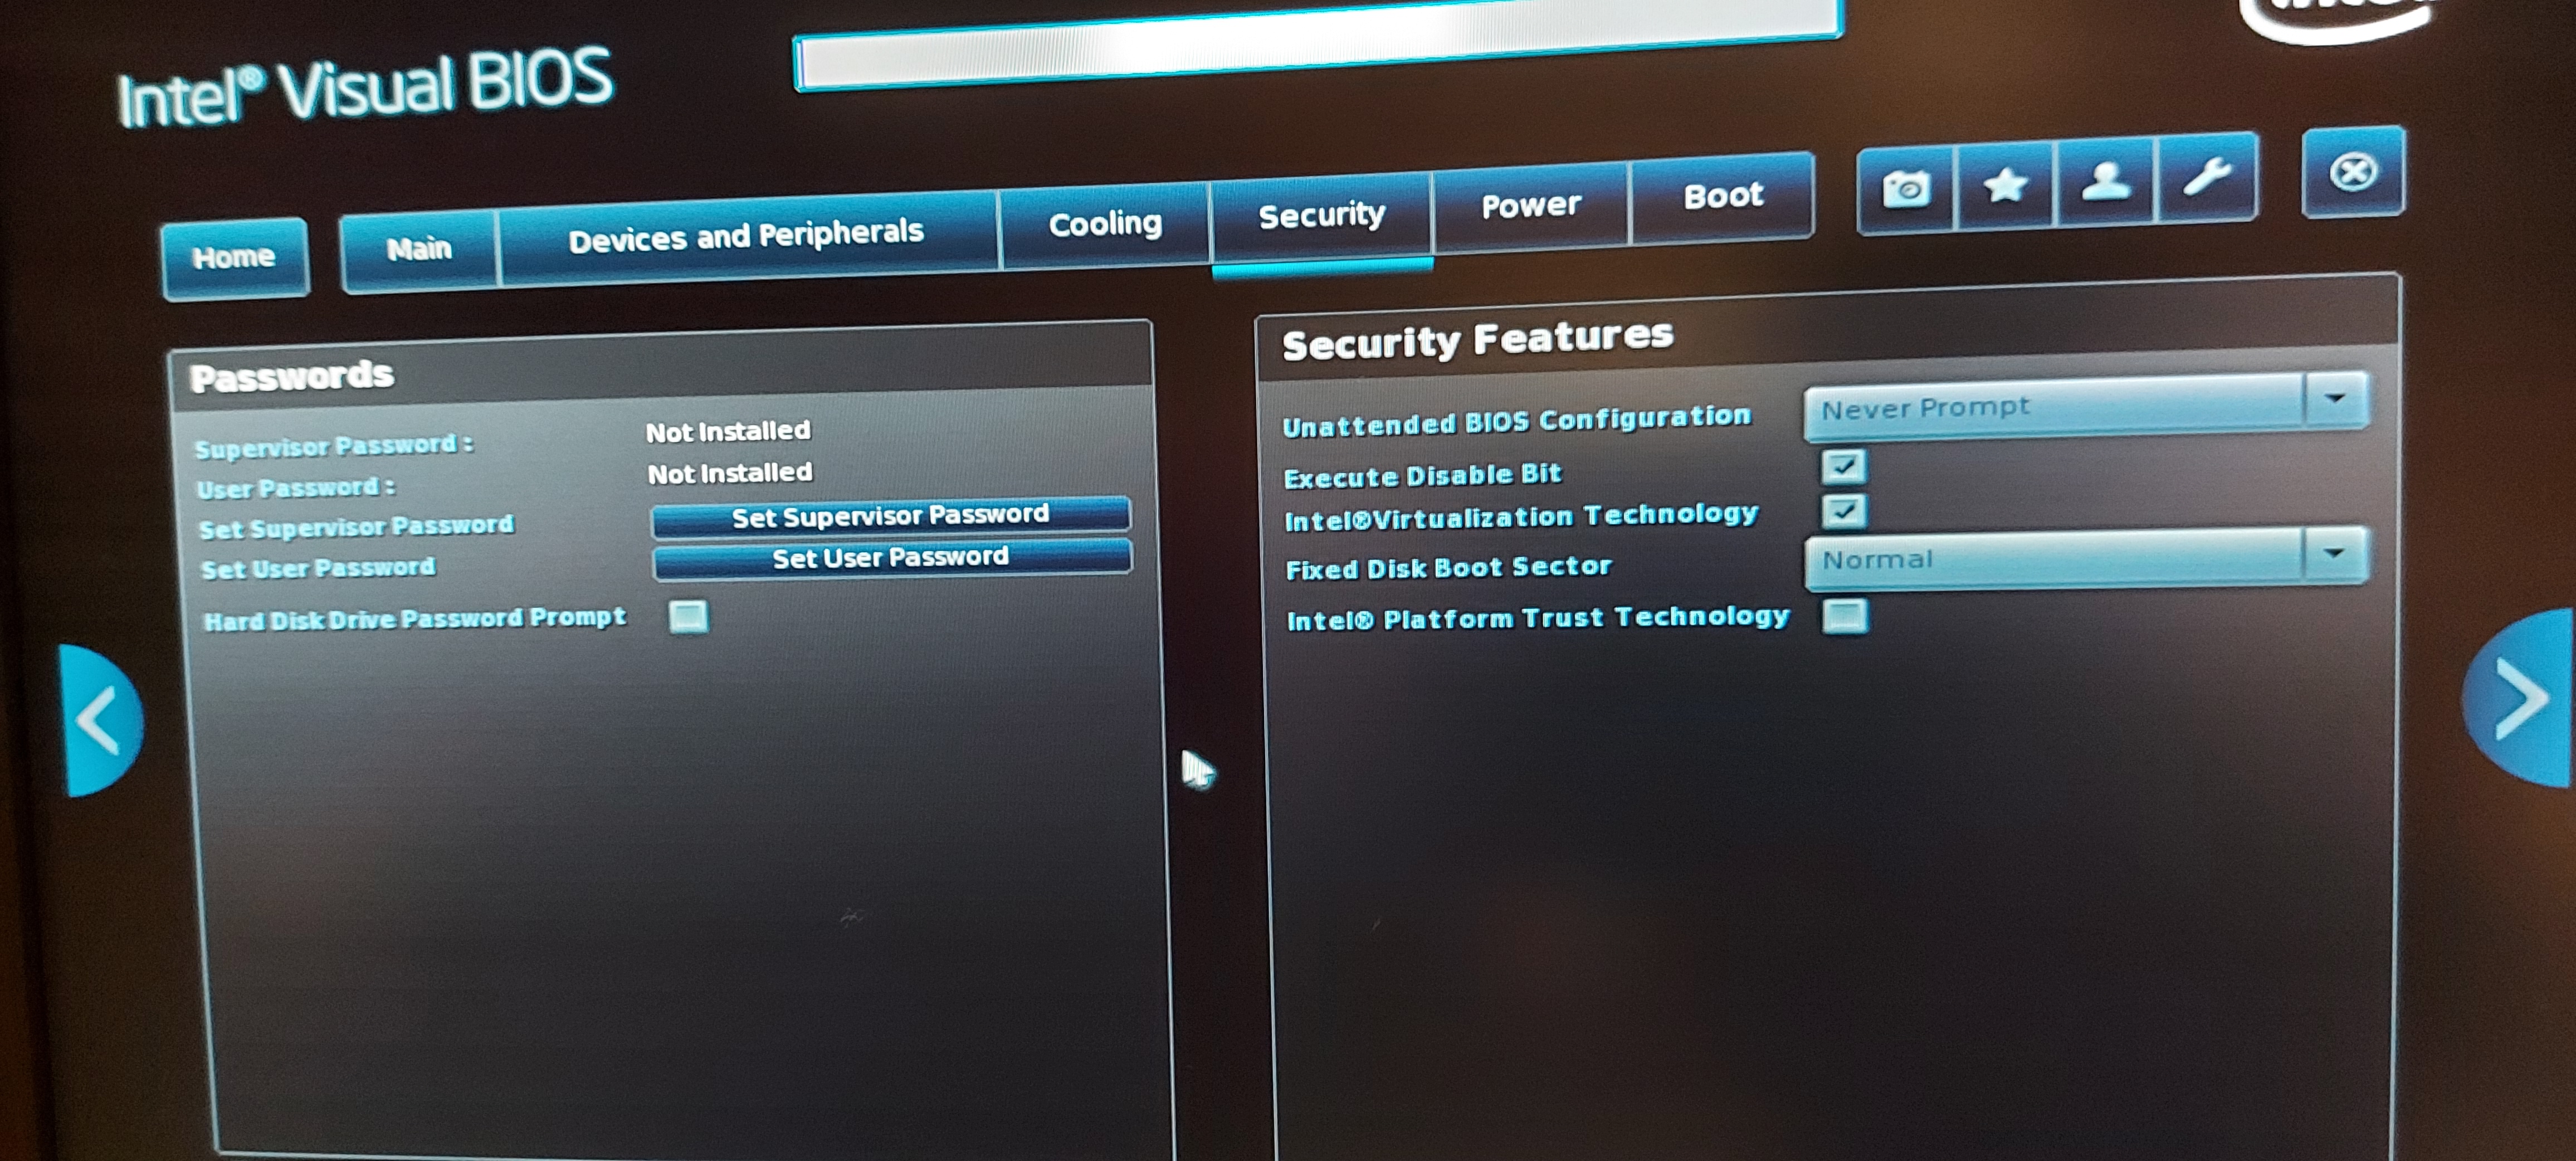 Intel® Visual BIOS
Home
Main
Devices and Peripherals
Cooling
Security
Power
Boot
Passwords
Supervisor Password :
Not Installed
User Password :
Not Installed
Set Supervisor Password
Set Supervisor Password
Set User Password
Set User Password
Hard Disk Drive Password Prompt
Security Features
Unattended BIOS Configuration
Never Prompt
Execute Disable Bit
Intel®Virtualization Technology
Fixed Disk Boot Sector
Normal
Intel® Platform Trust Technology